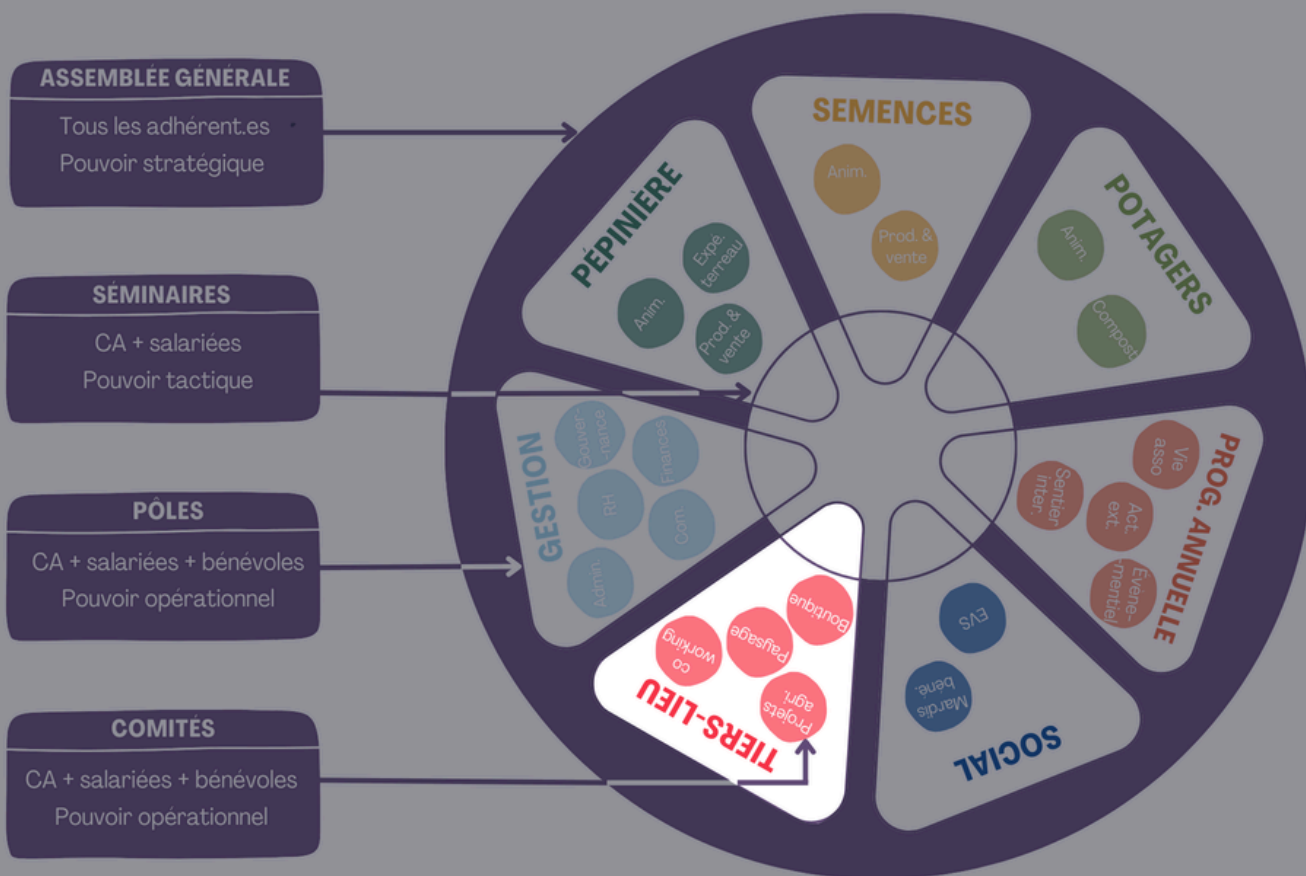 ASSEMBLÉE GÉNÉRALE
Tous les adhérent.es
Pouvoir stratégique
SÉMINAIRES
CA + salariées
Pouvoir tactique
PÔLES
CA + salariées + bénévoles
Pouvoir opérationnel
COMITÉS
CA + salariées + bénévoles
Pouvoir opérationnel
SEMENCES
Anim.
Prod. &
vente
POTAGERS
Anim.
Compost
PROG. ANNUELLE
Vie
asso
Act.
ext.
Sentier
inter.
Évène-
-mentiel
SOCIAL
EVS
Mardis
béné.
TIERS-LIEU
Boutique
Paysage
co
working
Projets
agri.
GESTION
Gouver-
-nance
Finances
RH
Com.
Admin.
PÉPINIÈRE
Expé.
terreau
Anim.
Prod. &
vente